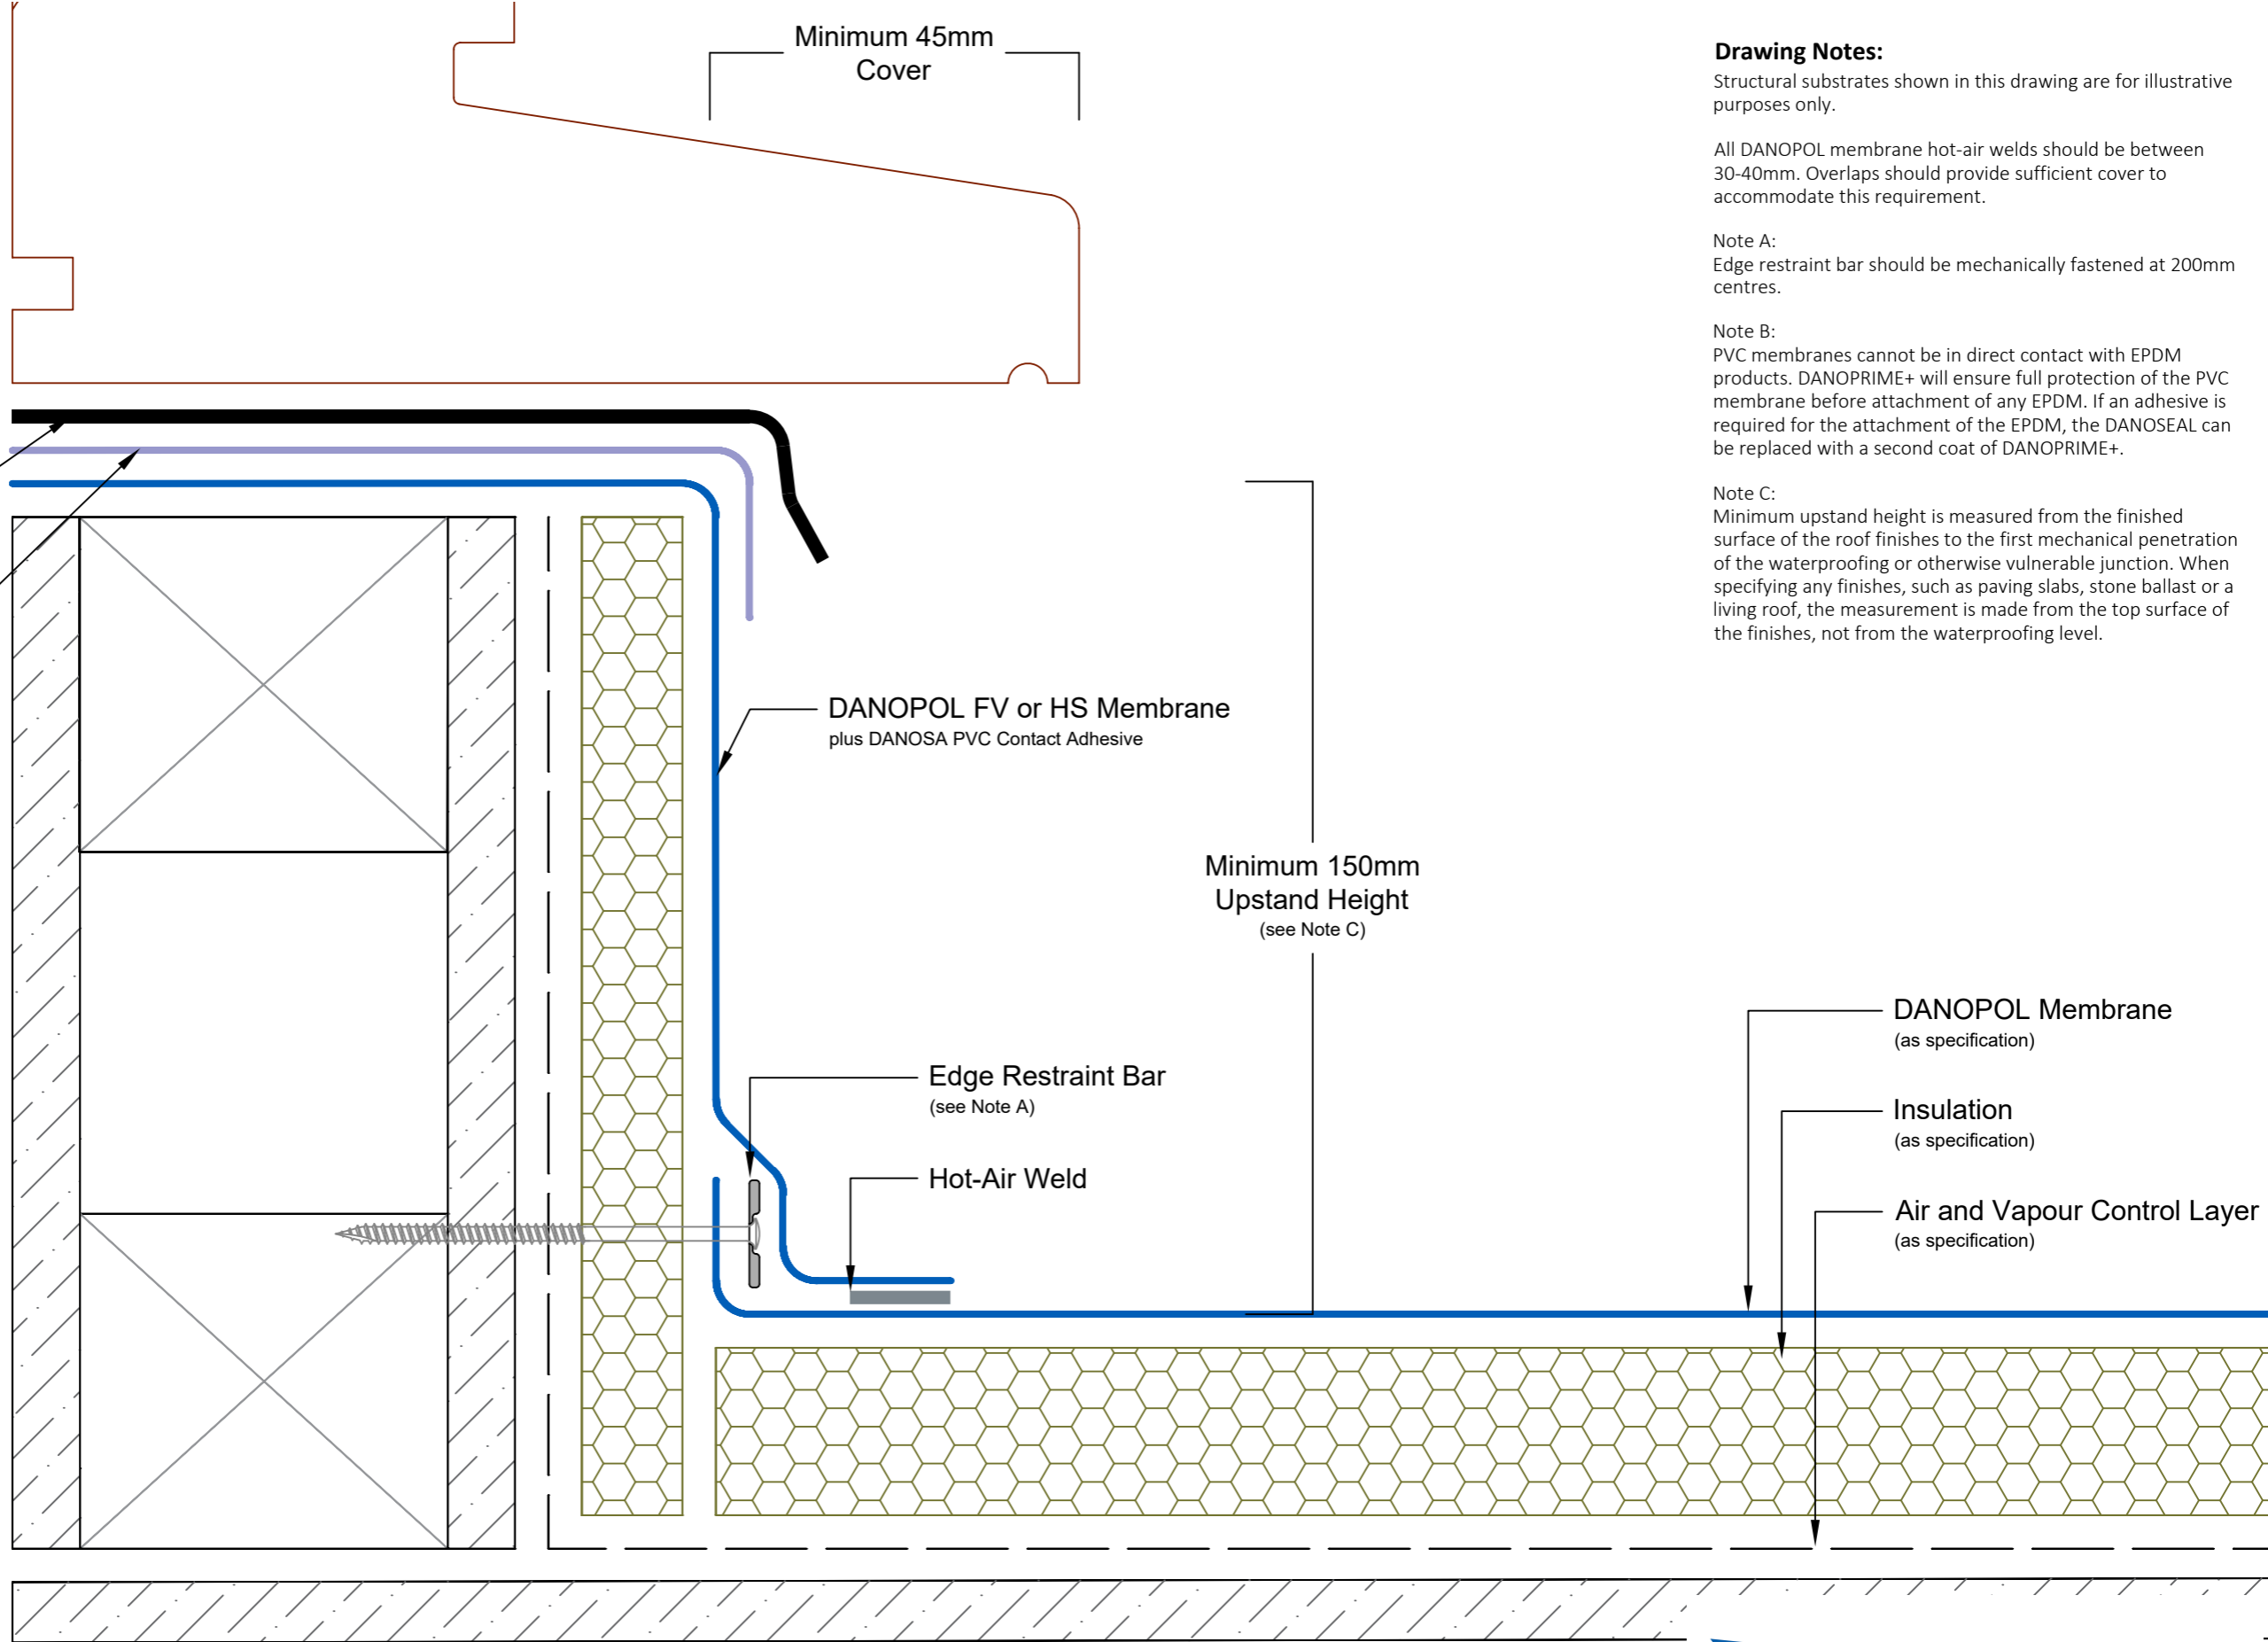 Minimum 45mm
Cover
Drawing Notes:
Structural substrates shown in this drawing are for illustrative
purposes only.
All DANOPOL membrane hot-air welds should be between
30-40mm. Overlaps should provide sufficient cover to
accommodate this requirement.
Note A:
Edge restraint bar should be mechanically fastened at 200mm
centres.
Note B:
PVC membranes cannot be in direct contact with EPDM
products. DANOPRIME+ will ensure full protection of the PVC
membrane before attachment of any EPDM. If an adhesive is
required for the attachment of the EPDM, the DANOSEAL can
be replaced with a second coat of DANOPRIME+.
Note C:
Minimum upstand height is measured from the finished
surface of the roof finishes to the first mechanical penetration
of the waterproofing or otherwise vulnerable junction. When
specifying any finishes, such as paving slabs, stone ballast or a
living roof, the measurement is made from the top surface of
the finishes, not from the waterproofing level.
DANOPOL FV or HS Membrane
plus DANOSA PVC Contact Adhesive
Minimum 150mm
Upstand Height
(see Note C)
Edge Restraint Bar
(see Note A)
Hot-Air Weld
DANOPOL Membrane
(as specification)
Insulation
(as specification)
Air and Vapour Control Layer
(as specification)